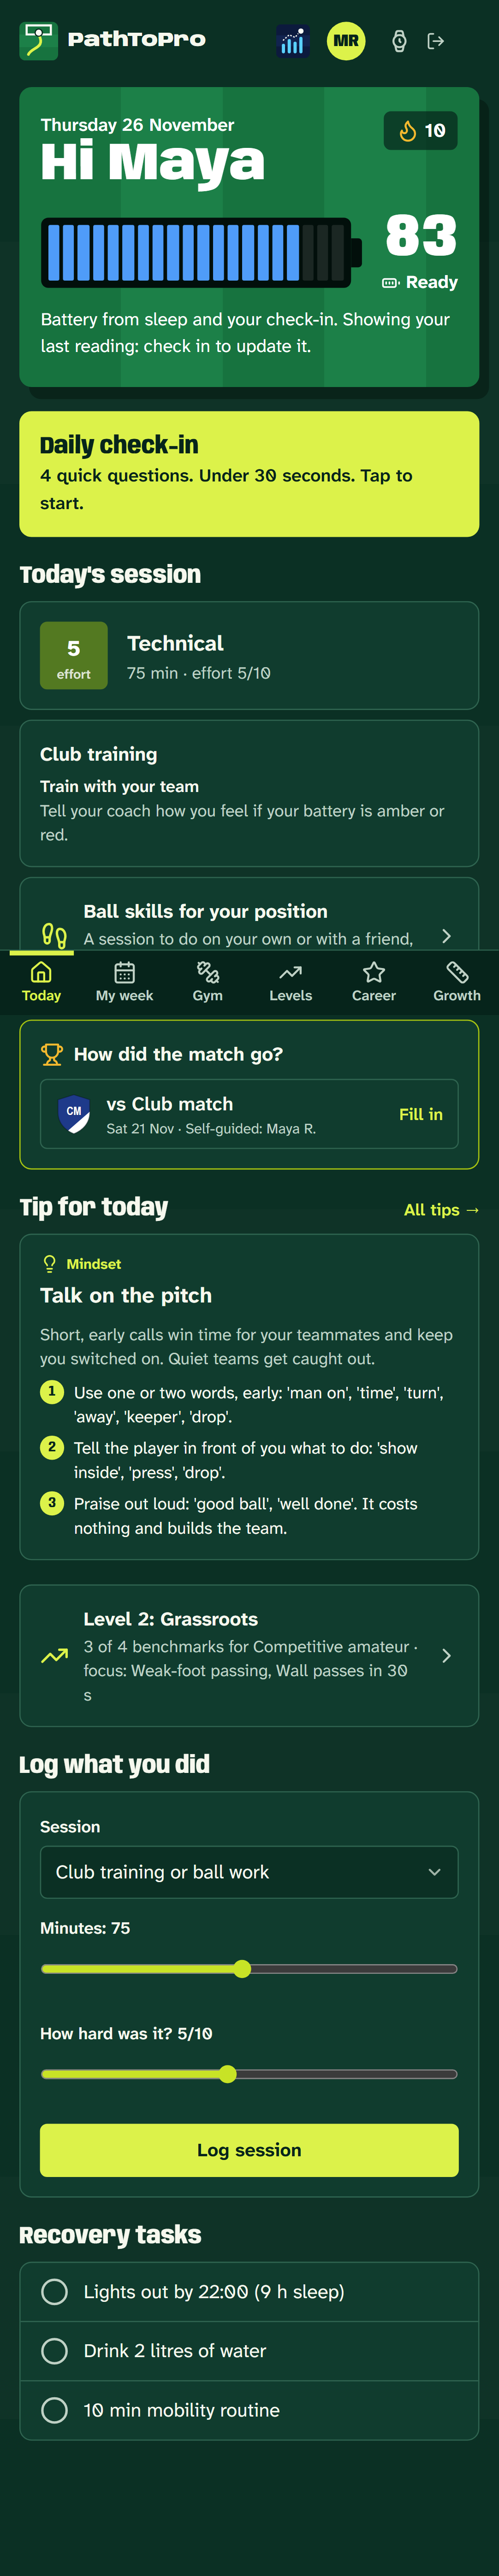 PathToPro
MR
Thursday 26 November
10
Hi Maya
83
Ready
Battery from sleep and your check-in. Showing your
last reading: check in to update it.
Daily check-in
4 quick questions. Under 30 seconds. Tap to
start.
Today's session
5
effort
Technical
75 min · effort 5/10
Club training
Train with your team
Tell your coach how you feel if your battery is amber or
red.
Ball skills for your position
A session to do on your own or with a friend,
Today
My week
Gym
Levels
Career
Growth
How did the match go?
CM
vs Club match
Sat 21 Nov · Self-guided: Maya R.
Fill in
Tip for today
All tips →
Mindset
Talk on the pitch
Short, early calls win time for your teammates and keep
you switched on. Quiet teams get caught out.
1 Use one or two words, early: 'man on', 'time', 'turn',
'away', 'keeper', 'drop'.
2 Tell the player in front of you what to do: 'show
inside', 'press', 'drop'.
3 Praise out loud: 'good ball', 'well done'. It costs
nothing and builds the team.
Level 2: Grassroots
3 of 4 benchmarks for Competitive amateur ·
focus: Weak-foot passing, Wall passes in 30
s
Log what you did
Session
Club training or ball work
Minutes: 75
How hard was it? 5/10
Log session
Recovery tasks
Lights out by 22:00 (9 h sleep)
Drink 2 litres of water
10 min mobility routine